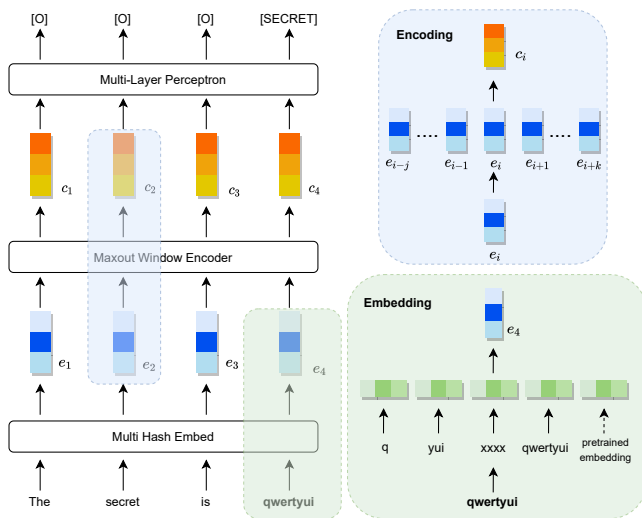 [O] [O] [O] [SECRET]
Multi-Layer Perceptron
c1 c2 c3 c4
Maxout Window Encoder
e1 e2 e3 e4
Multi Hash Embed
The secret is qwertyui
Encoding
ci
ei−j .... ei−1 ei ei+1 .... ei+k
ei
Embedding
e4
q yui xxxx qwertyui pretrained
embedding
qwertyui